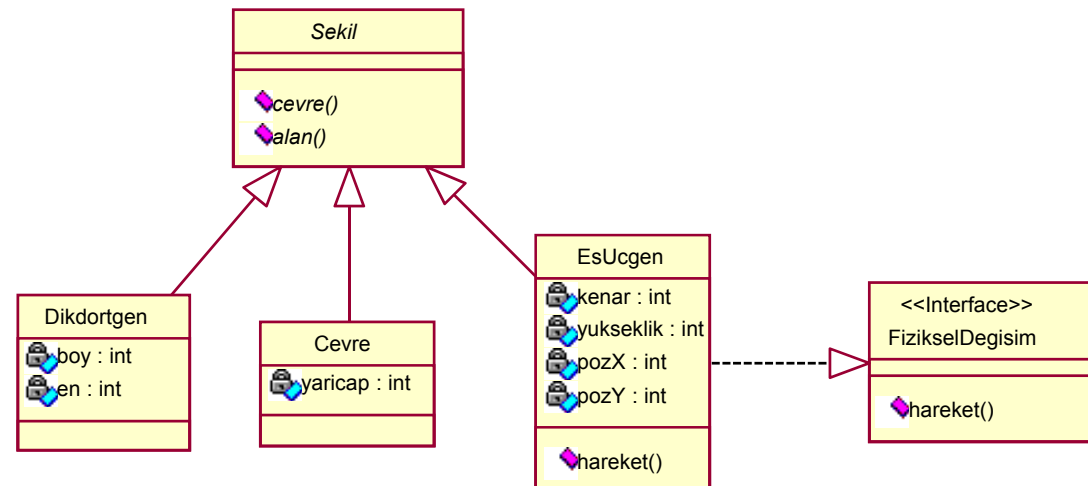 Sekil
cevre()
alan()
Dikdortgen
boy : int
en : int
Cevre
yaricap : int
EsUcgen
kenar : int
yukseklik : int
pozX : int
pozY : int
hareket()
<<Interface>>
FizikselDegisim
hareket()